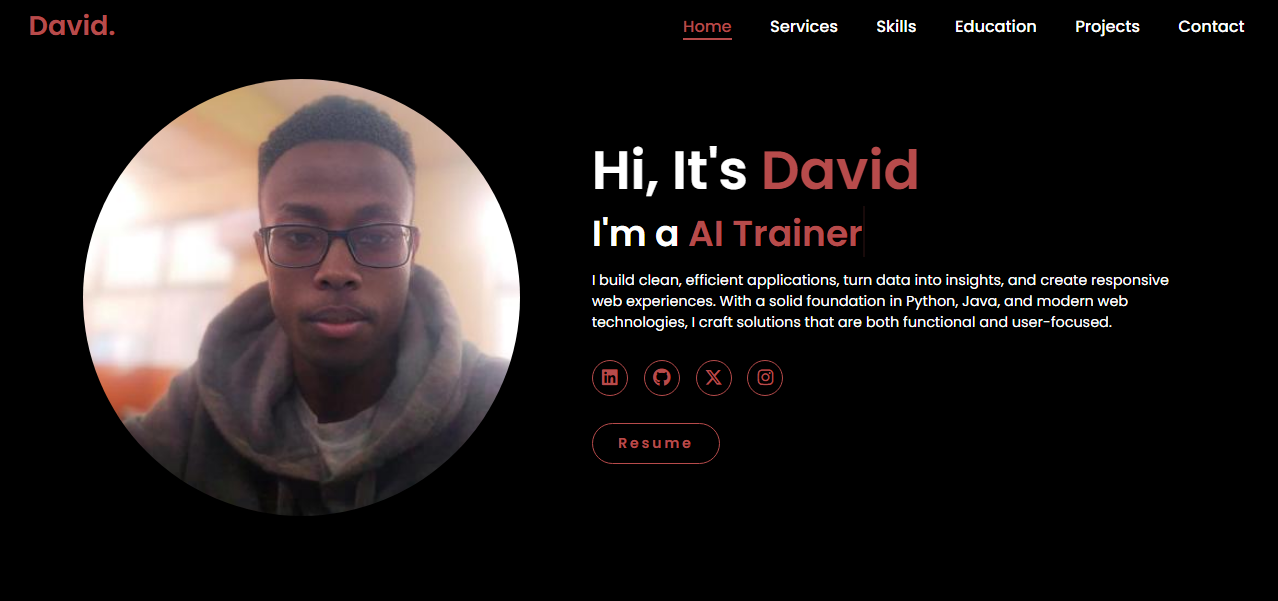 David.
Home Services Skills Education Projects Contact
Hi, It's David
I'm a AI Trainer
I build clean, efficient applications, turn data into insights, and create responsive
web experiences. With a solid foundation in Python, Java, and modern web
technologies, I craft solutions that are both functional and user-focused.
Resume